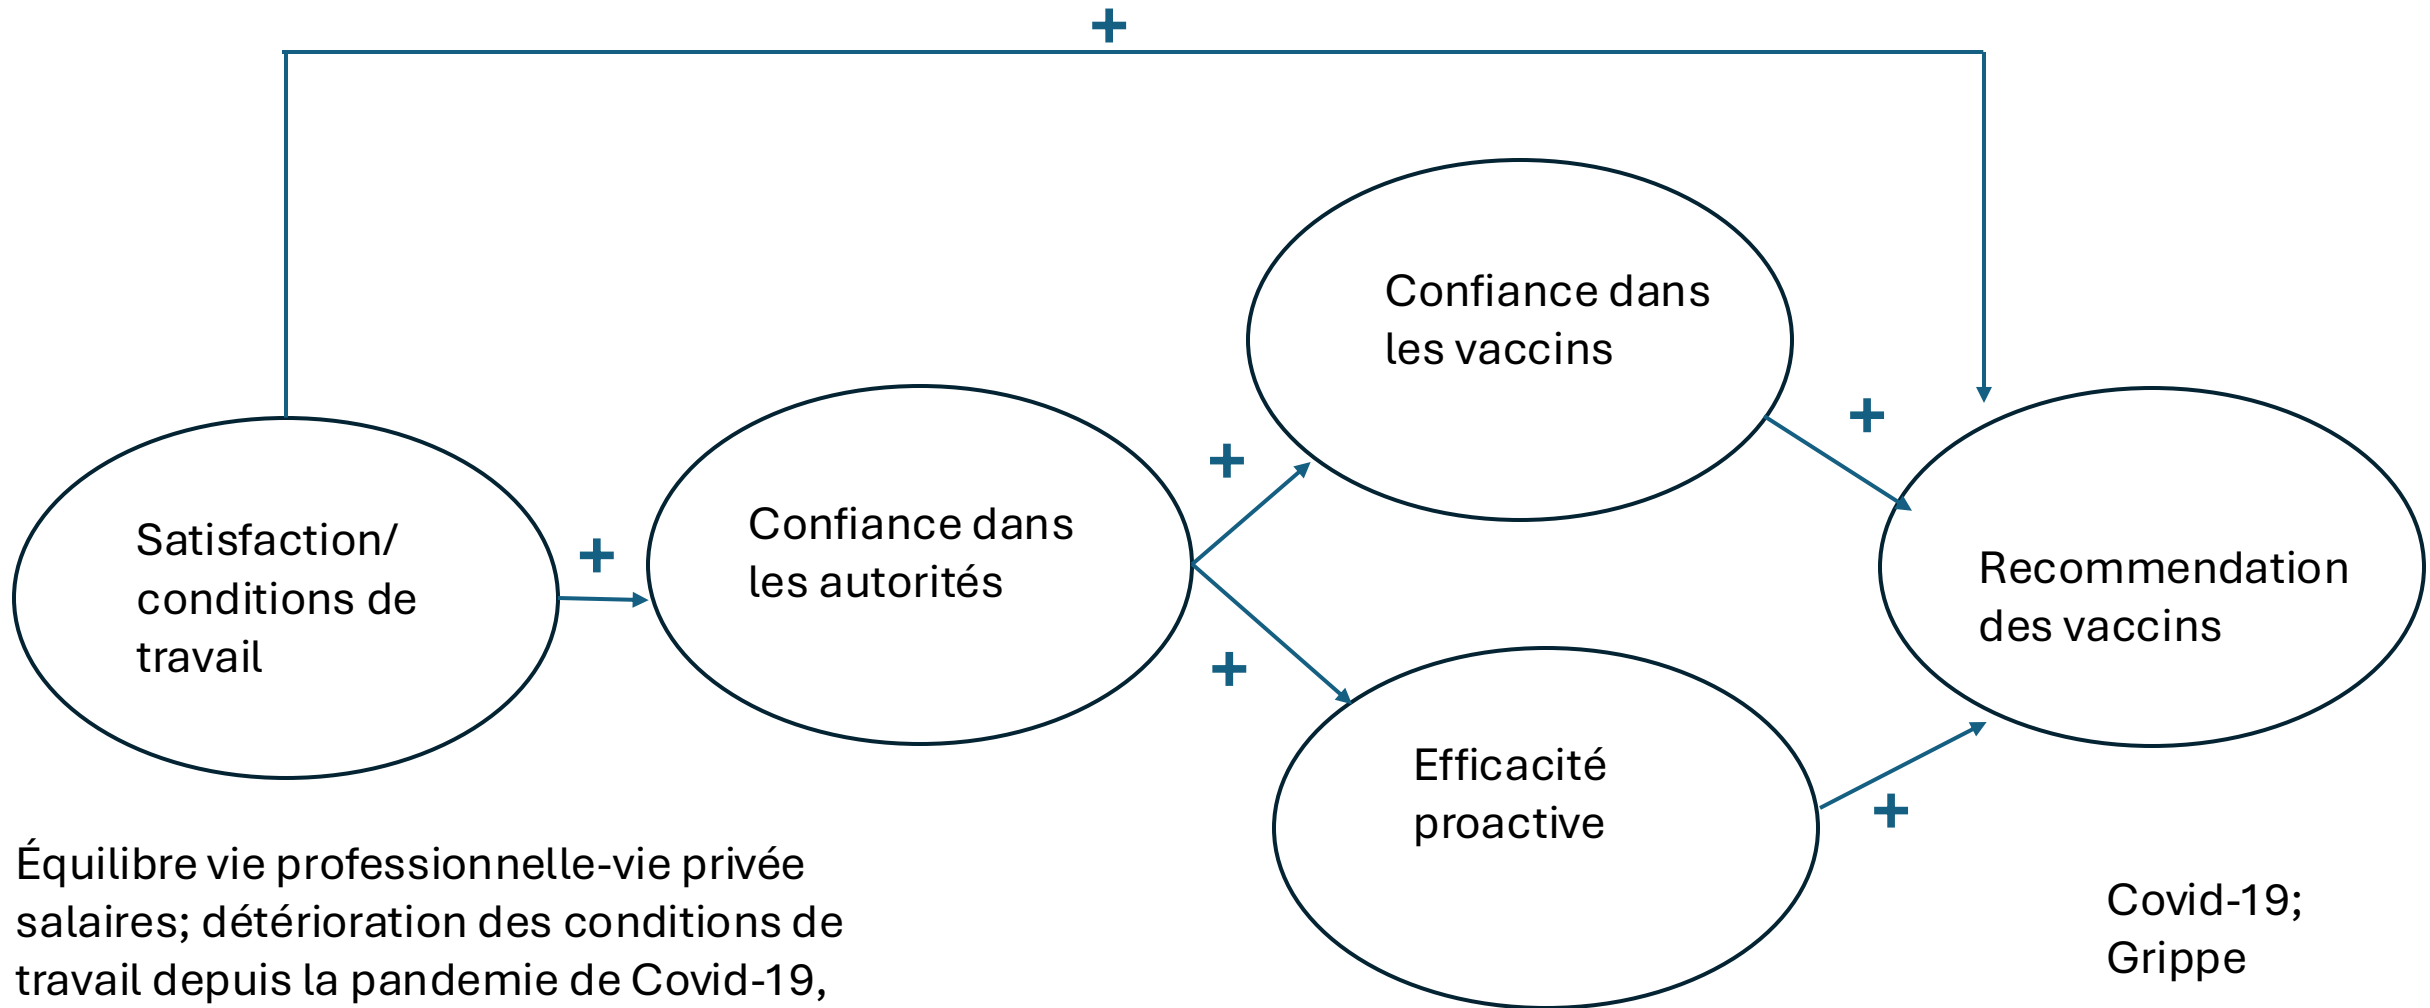 +
Confiance dans
les vaccins
+
+
Confiance dans
les autorités
Satisfaction/
conditions de
travail
+
Recommendation
des vaccins
+
Efficacité
proactive
+
Équilibre vie professionnelle-vie privée
salaires; détérioration des conditions de
travail depuis la pandemie de Covid-19,
Covid-19;
Grippe